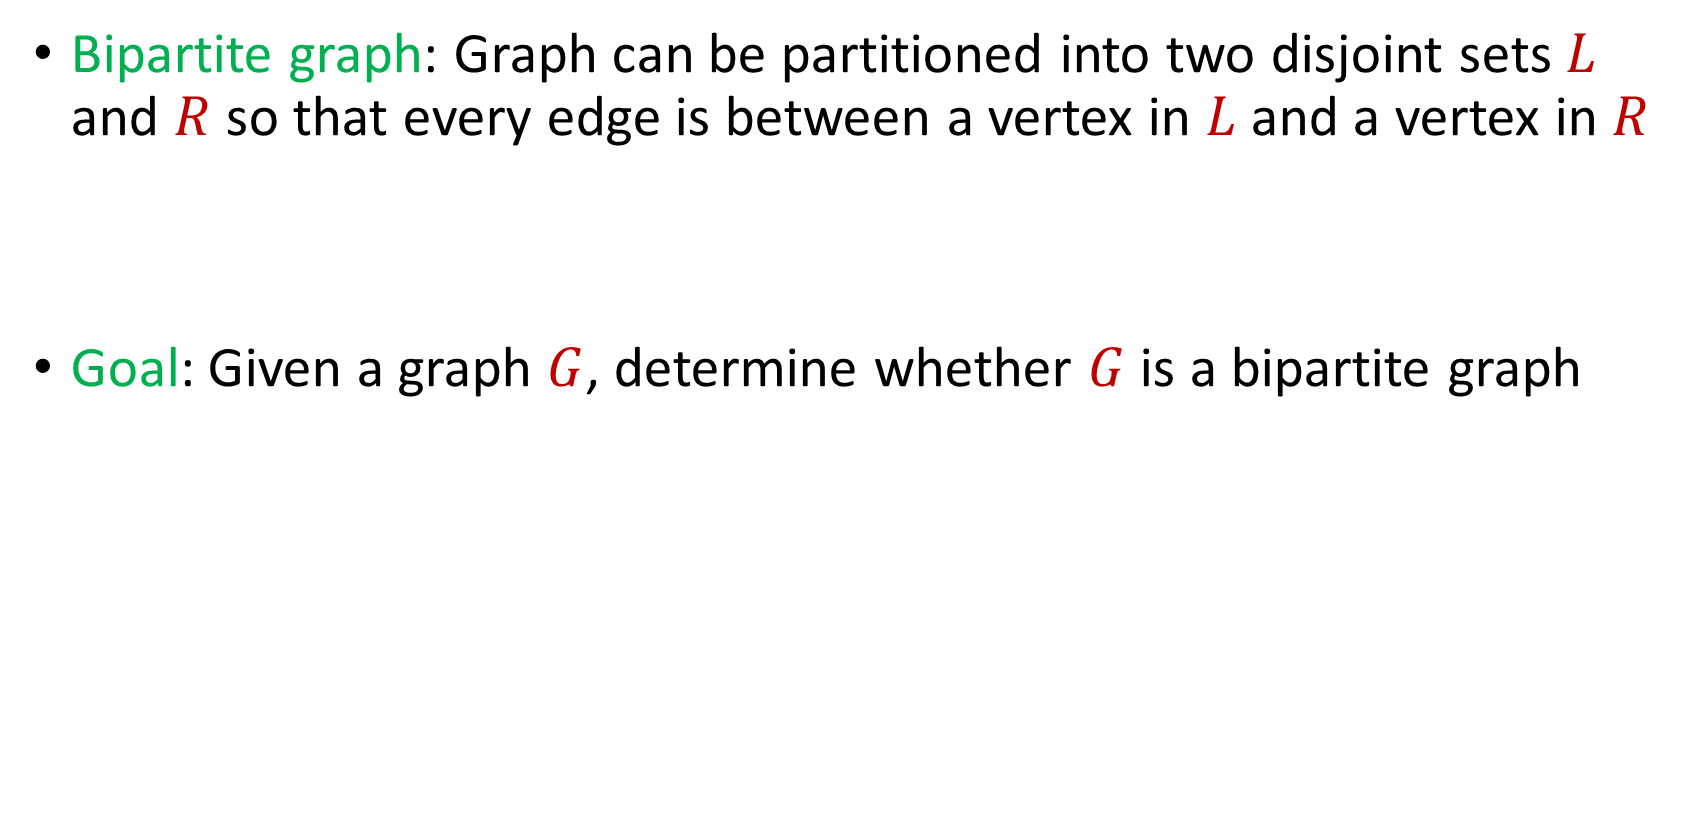 • Bipartite graph: Graph can be partitioned into two disjoint sets L
and R so that every edge is between a vertex in L and a vertex in R
• Goal: Given a graph G, determine whether G is a bipartite graph